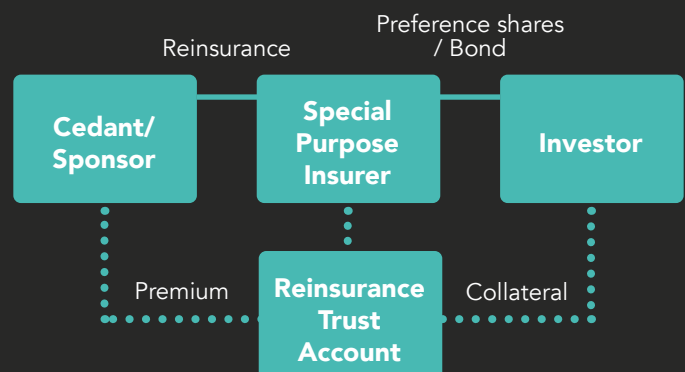 Reinsurance
Preference shares
/ Bond
Cedant/
Sponsor
Special
Purpose
Insurer
Investor
Premium
Reinsurance
Trust
Account
Collateral